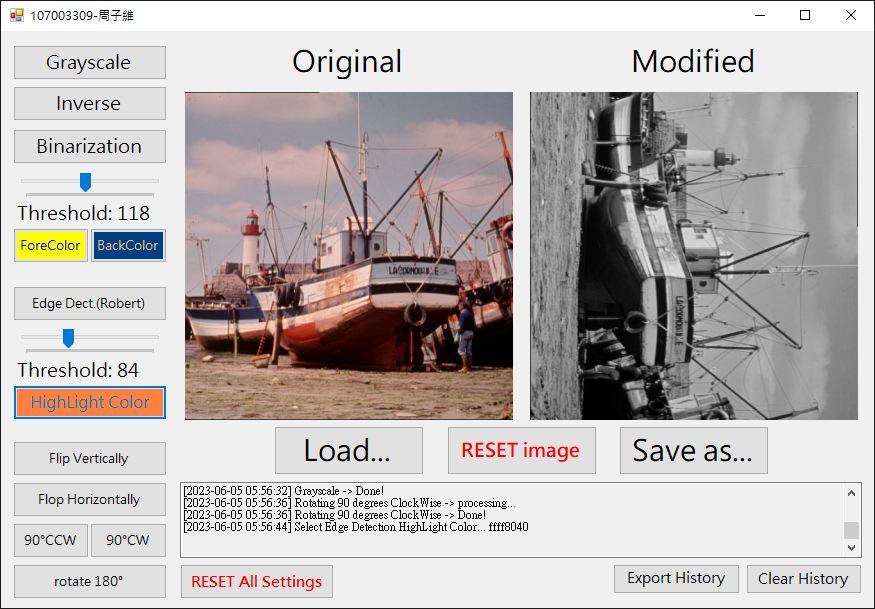 107003309-周子維
Grayscale
Inverse
Binarization
Threshold: 118
ForeColor BackColor
Edge Dect.(Robert)
Threshold: 84
HighLight Color
Flip Vertically
Flop Horizontally
90°CCW 90°CW
rotate 180°
Original Modified
Load... RESET image Save as...
[2023-06-05 05:56:32] Grayscale -> Done!
[2023-06-05 05:56:36] Rotating 90 degrees ClockWise -> processing...
[2023-06-05 05:56:36] Rotating 90 degrees ClockWise -> Done!
[2023-06-05 05:56:44] Select Edge Detection HighLight Color... ffff8040
RESET All Settings Export History Clear History